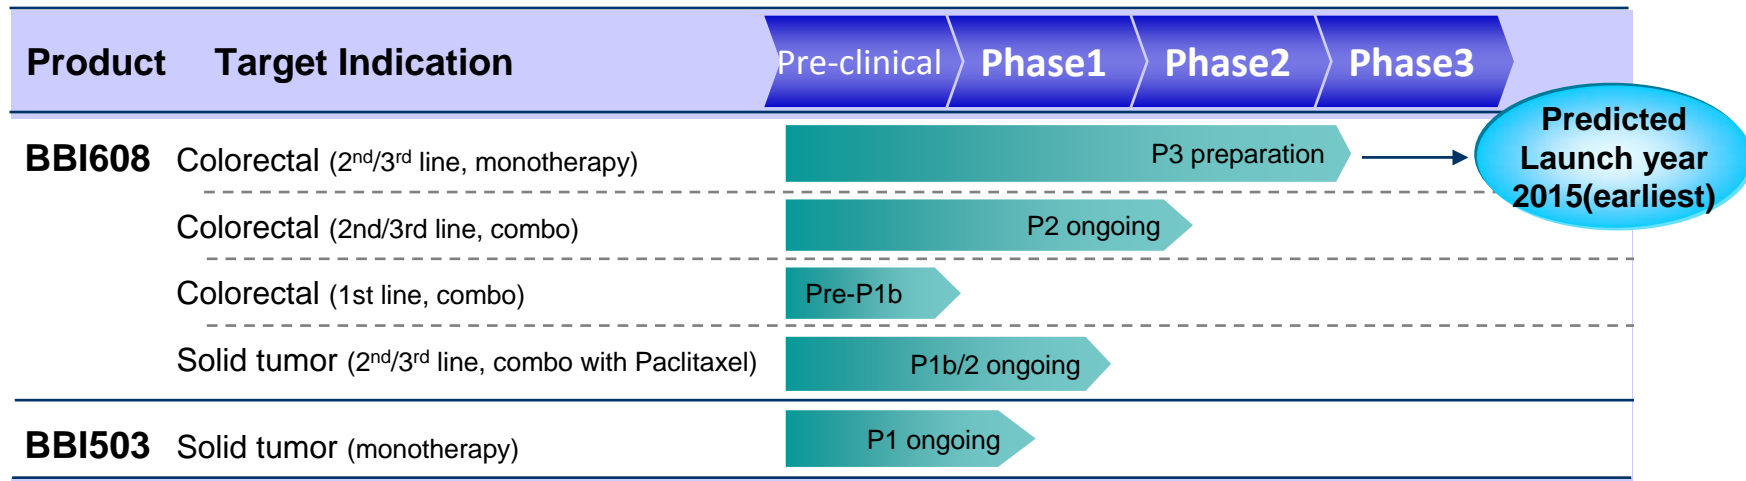 Product Target Indication Pre-clinical Phase1 Phase2 Phase3
BBI608 Colorectal (2nd/3rd line, monotherapy) P3 preparation
Predicted
Launch year
2015(earliest)
Colorectal (2nd/3rd line, combo) P2 ongoing
Colorectal (1st line, combo) Pre-P1b
Solid tumor (2nd/3rd line, combo with Paclitaxel) P1b/2 ongoing
BBI503 Solid tumor (monotherapy) P1 ongoing